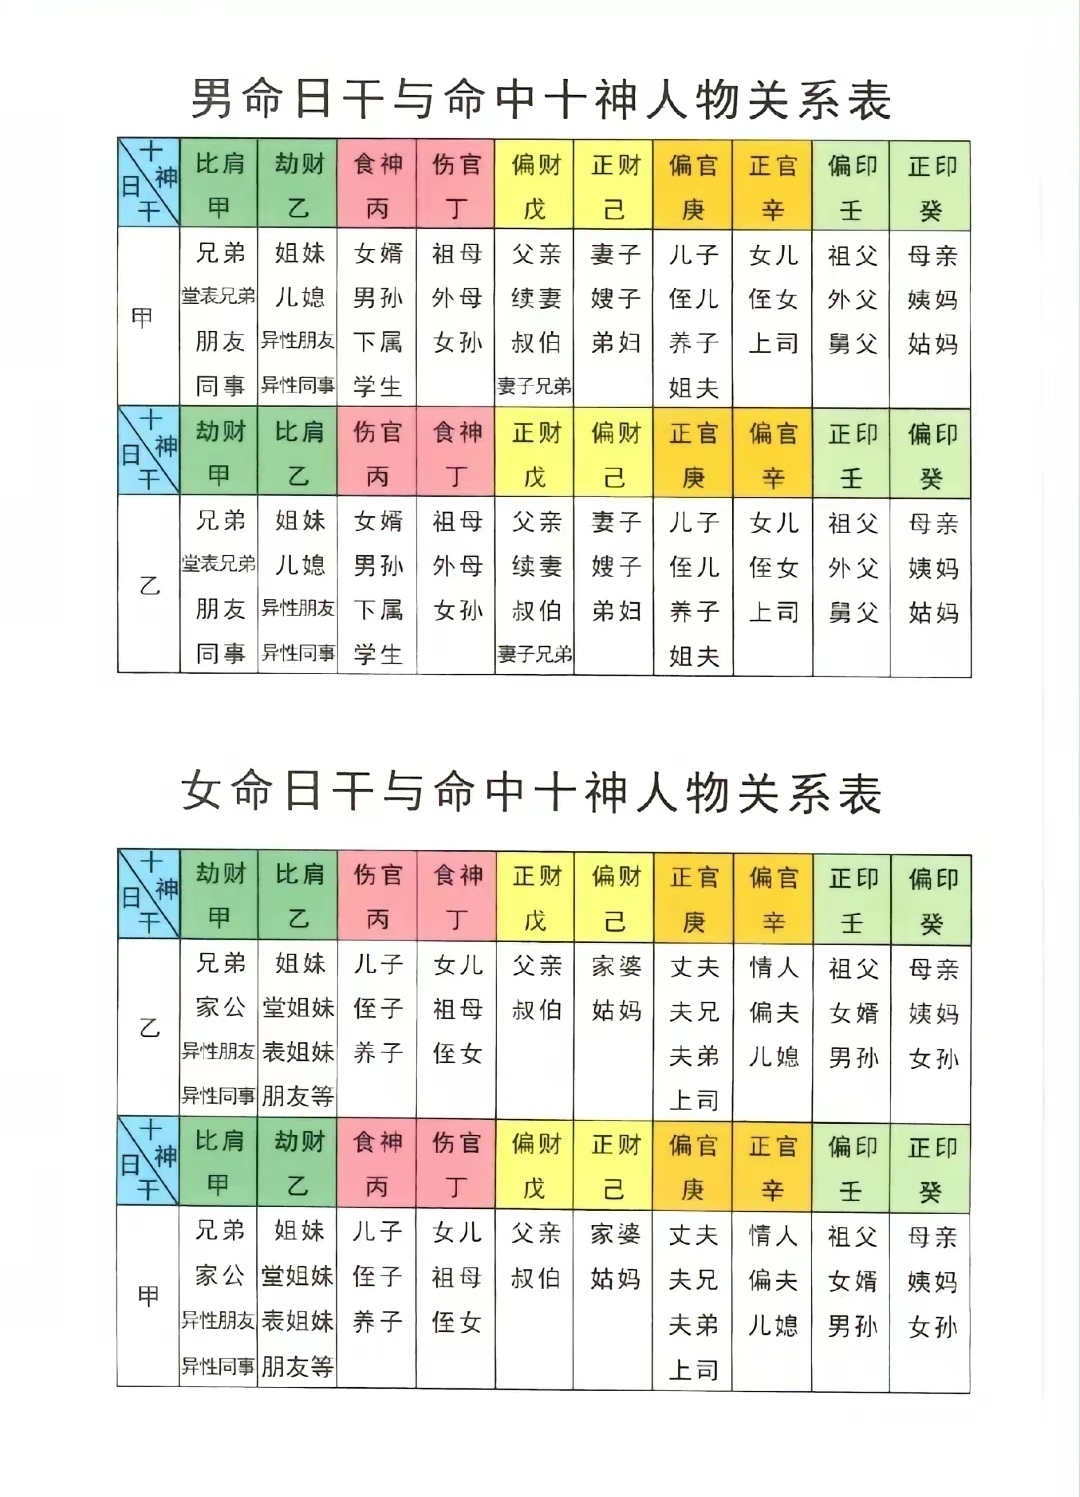 男命日干与命中十神人物关系表
十神 日干 比肩 劫财 食神 伤官 偏财 正财 偏官 正官 偏印 正印
甲 乙 丙 丁 戊 己 庚 辛 壬 癸
兄弟 姐妹 女婿 祖母 父亲 妻子 儿子 女儿 祖父 母亲
堂表兄弟 儿媳 男孙 外母 续妻 嫂子 侄儿 侄女 外父 姨妈
甲
朋友 异性朋友 下属 女孙 叔伯 弟妇 养子 上司 舅父 姑妈
同事 异性同事 学生 妻子兄弟 姐夫
十神 日干 劫财 比肩 伤官 食神 正财 偏财 正官 偏官 正印 偏印
甲 乙 丙 丁 戊 己 庚 辛 壬 癸
兄弟 姐妹 女婿 祖母 父亲 妻子 儿子 女儿 祖父 母亲
堂表兄弟 儿媳 男孙 外母 续妻 嫂子 侄儿 侄女 外父 姨妈
乙
朋友 异性朋友 下属 女孙 叔伯 弟妇 养子 上司 舅父 姑妈
同事 异性同事 学生 妻子兄弟 姐夫
女命日干与命中十神人物关系表
十神 日干 劫财 比肩 伤官 食神 正财 偏财 正官 偏官 正印 偏印
甲 乙 丙 丁 戊 己 庚 辛 壬 癸
兄弟 姐妹 儿子 女儿 父亲 家婆 丈夫 情人 祖父 母亲
家公 堂姐妹 侄子 祖母 叔伯 姑妈 夫兄 偏夫 女婿 姨妈
乙
异性朋友 表姐妹 养子 侄女 夫弟 儿媳 男孙 女孙
异性同事 朋友等 上司
十神 日干 比肩 劫财 食神 伤官 偏财 正财 偏官 正官 偏印 正印
甲 乙 丙 丁 戊 己 庚 辛 壬 癸
兄弟 姐妹 儿子 女儿 父亲 家婆 丈夫 情人 祖父 母亲
家公 堂姐妹 侄子 祖母 叔伯 姑妈 夫兄 偏夫 女婿 姨妈
甲
异性朋友 表姐妹 养子 侄女 夫弟 儿媳 男孙 女孙
异性同事 朋友等 上司